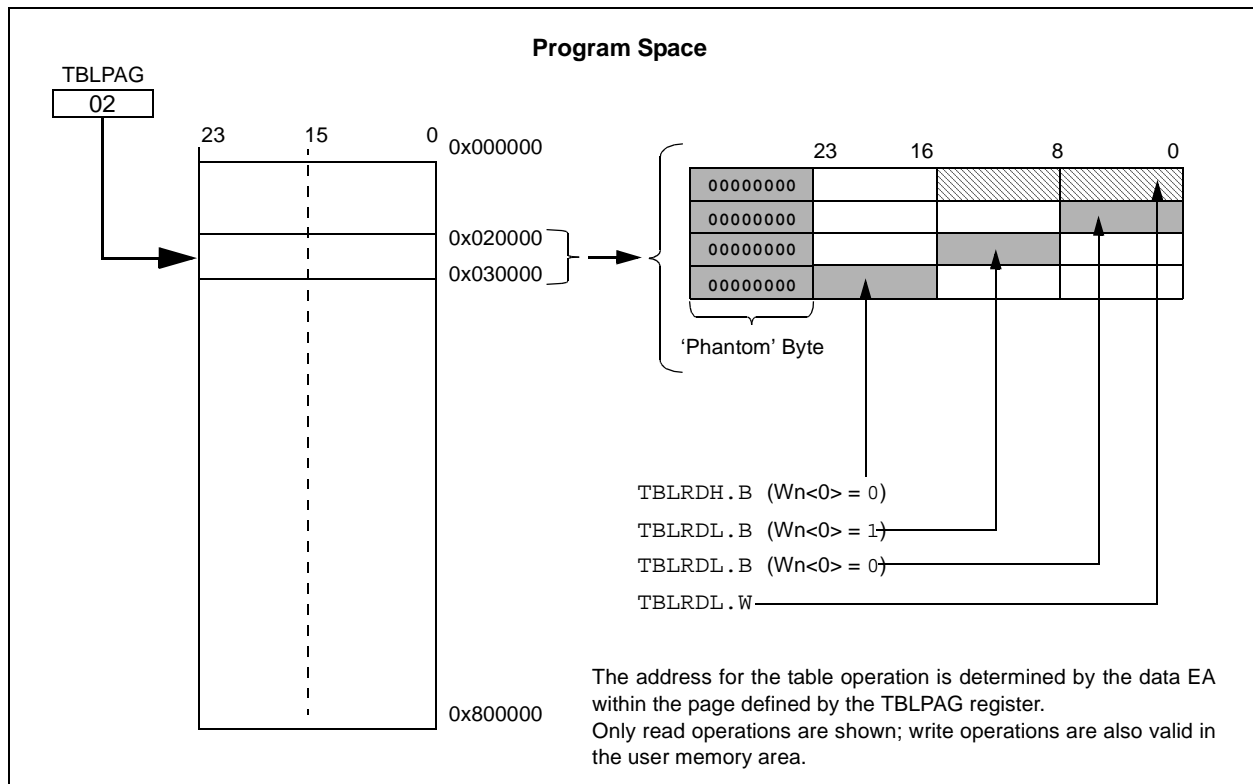 Program Space
TBLPAG
02
23 15 0
0x000000
0x020000
0x030000
0x800000
23 16 8 0
00000000
00000000
00000000
00000000
‘Phantom’ Byte
TBLRDH.B (Wn<0> = 0)
TBLRDL.B (Wn<0> = 1)
TBLRDL.B (Wn<0> = 0)
TBLRDL.W
The address for the table operation is determined by the data EA
within the page defined by the TBLPAG register.
Only read operations are shown; write operations are also valid in
the user memory area.